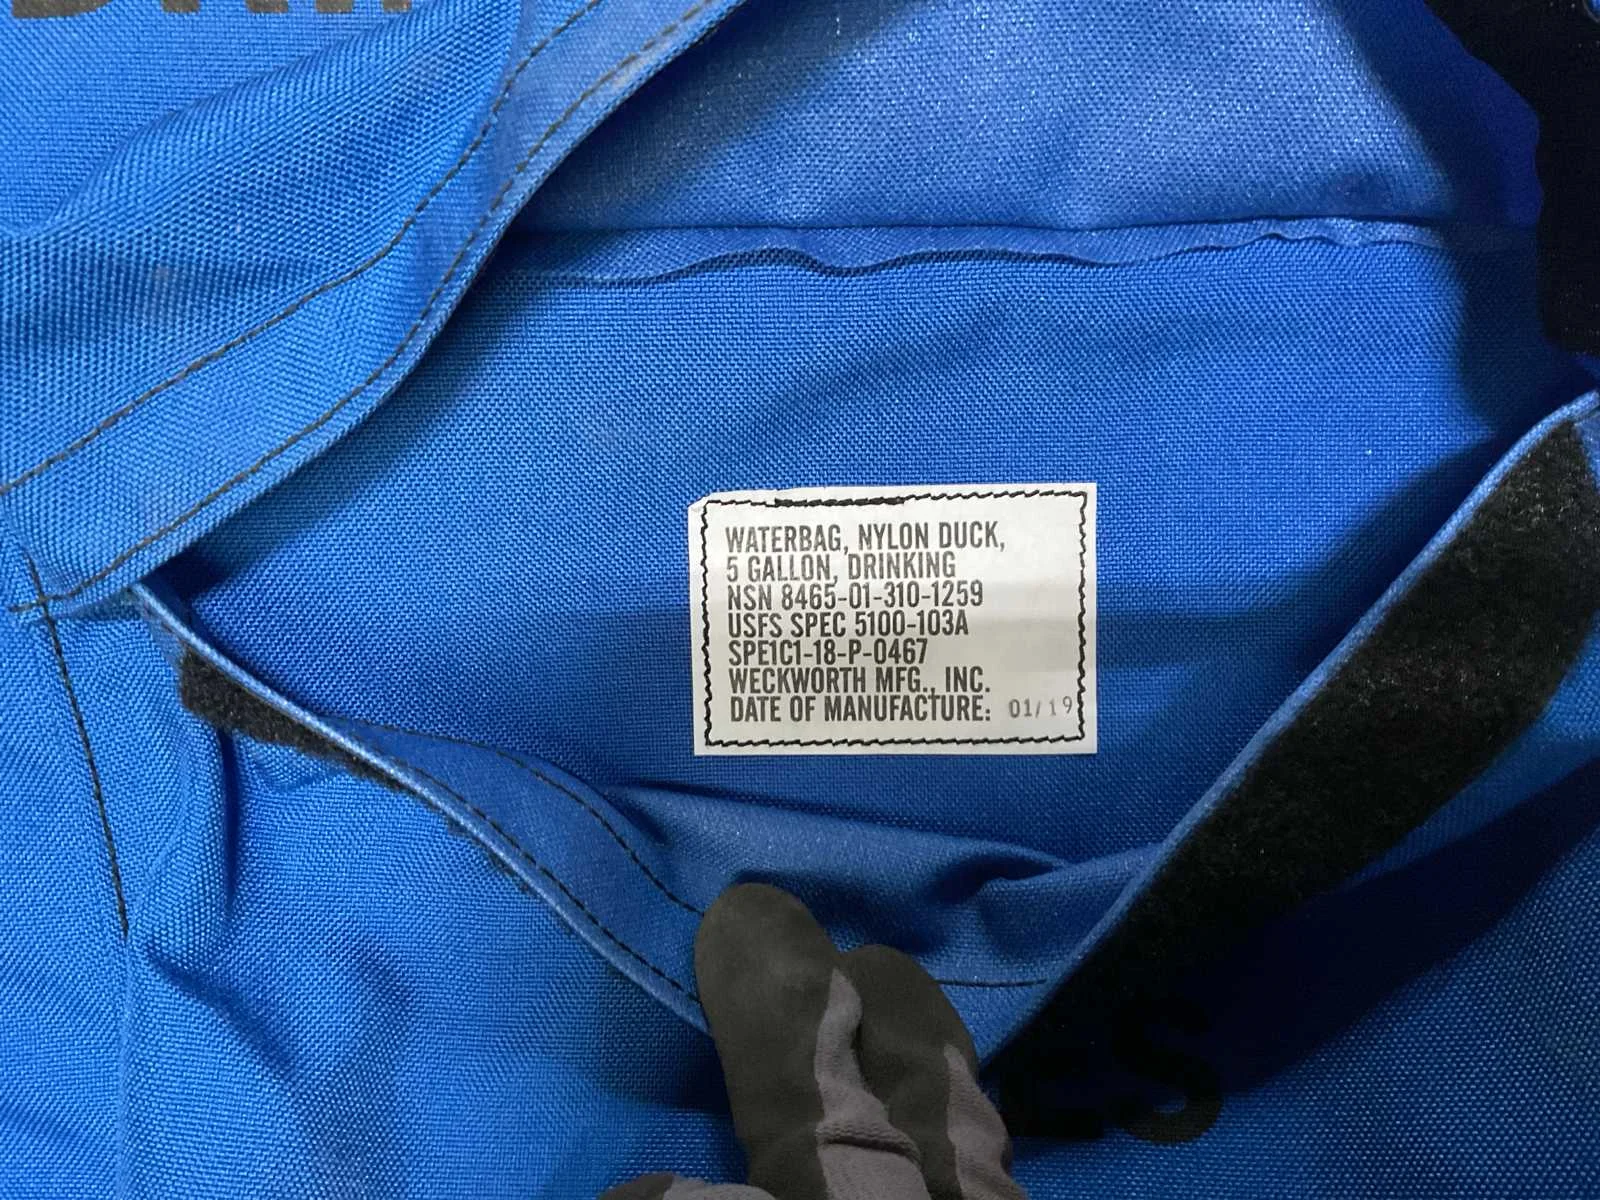 WATERBAG, NYLON DUCK,
5 GALLON, DRINKING
NSN 8465-01-310-1259
USFS SPEC 5100-103A
SPE1C1-18-P-0467
WECKWORTH MFG., INC.
DATE OF MANUFACTURE: 01/19